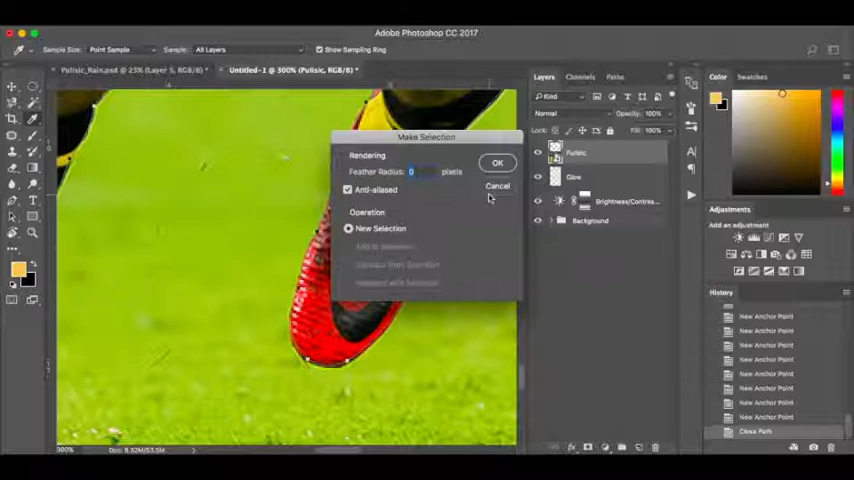 Adobe Photoshop CC 2017
Sample Size: Point Sample Sample: All Layers Show Sampling Ring
Pulisic_Rain.psd @ 25% (Layer 5, RGB/8) * Untitled-1 @ 300% (Pulisic, RGB/8) *
Make Selection
Rendering
Feather Radius: 0 pixels
Anti-aliased
Operation
New Selection
Add to Selection
Subtract from Selection
Intersect with Selection
OK
Cancel
Layers Channels Paths
Kind
Normal Opacity: 100%
Lock: Fill: 100%
Pulisic
Glow
Brightness/Contras...
Background
Color Swatches
Adjustments
Add an adjustment
History
New Anchor Point
New Anchor Point
New Anchor Point
New Anchor Point
New Anchor Point
New Anchor Point
New Anchor Point
New Anchor Point
Close Path
300% Doc: 8.32M/53.5M